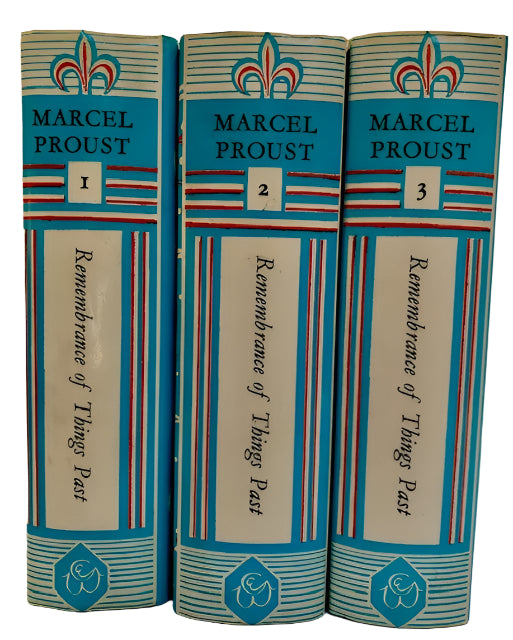 MARCEL
PROUST
1
Remembrance of Things Past
MARCEL
PROUST
2
Remembrance of Things Past
MARCEL
PROUST
3
Remembrance of Things Past